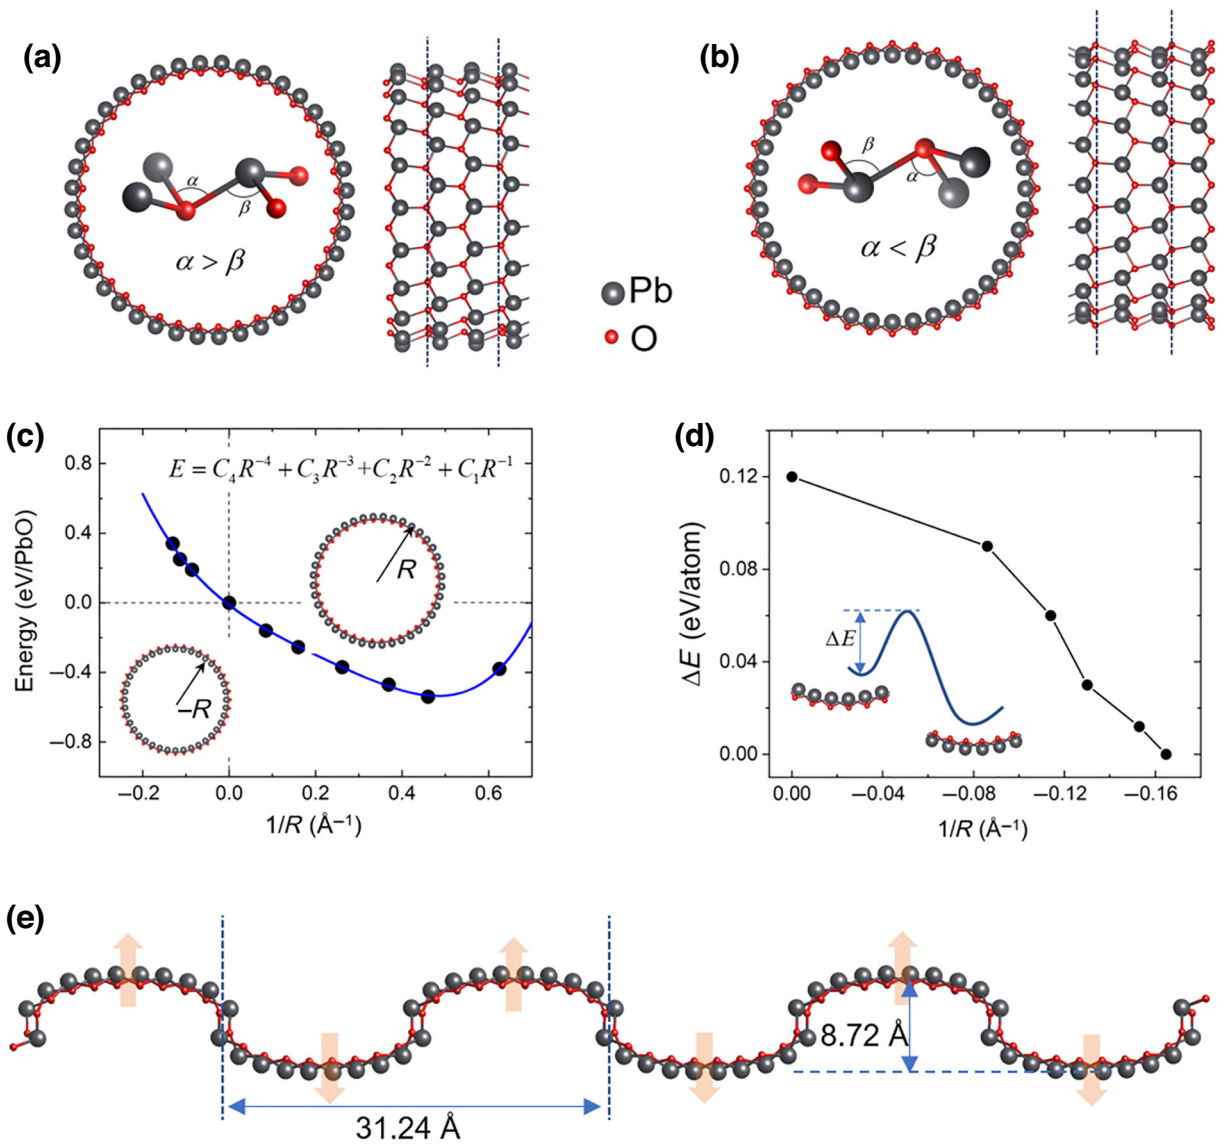 (a)
α
β
α > β
(b)
β
α
α < β
Pb
O
(c)
E = C₄R⁻⁴ + C₃R⁻³ + C₂R⁻² + C₁R⁻¹
R
–R
0.8
0.4
0.0
–0.4
–0.8
Energy (eV/PbO)
–0.2 0.0 0.2 0.4 0.6
1/R (Å⁻¹)
(d)
0.12
0.08
0.04
0.00
ΔE (eV/atom)
ΔE
0.00 –0.04 –0.08 –0.12 –0.16
1/R (Å⁻¹)
(e)
8.72 Å
31.24 Å